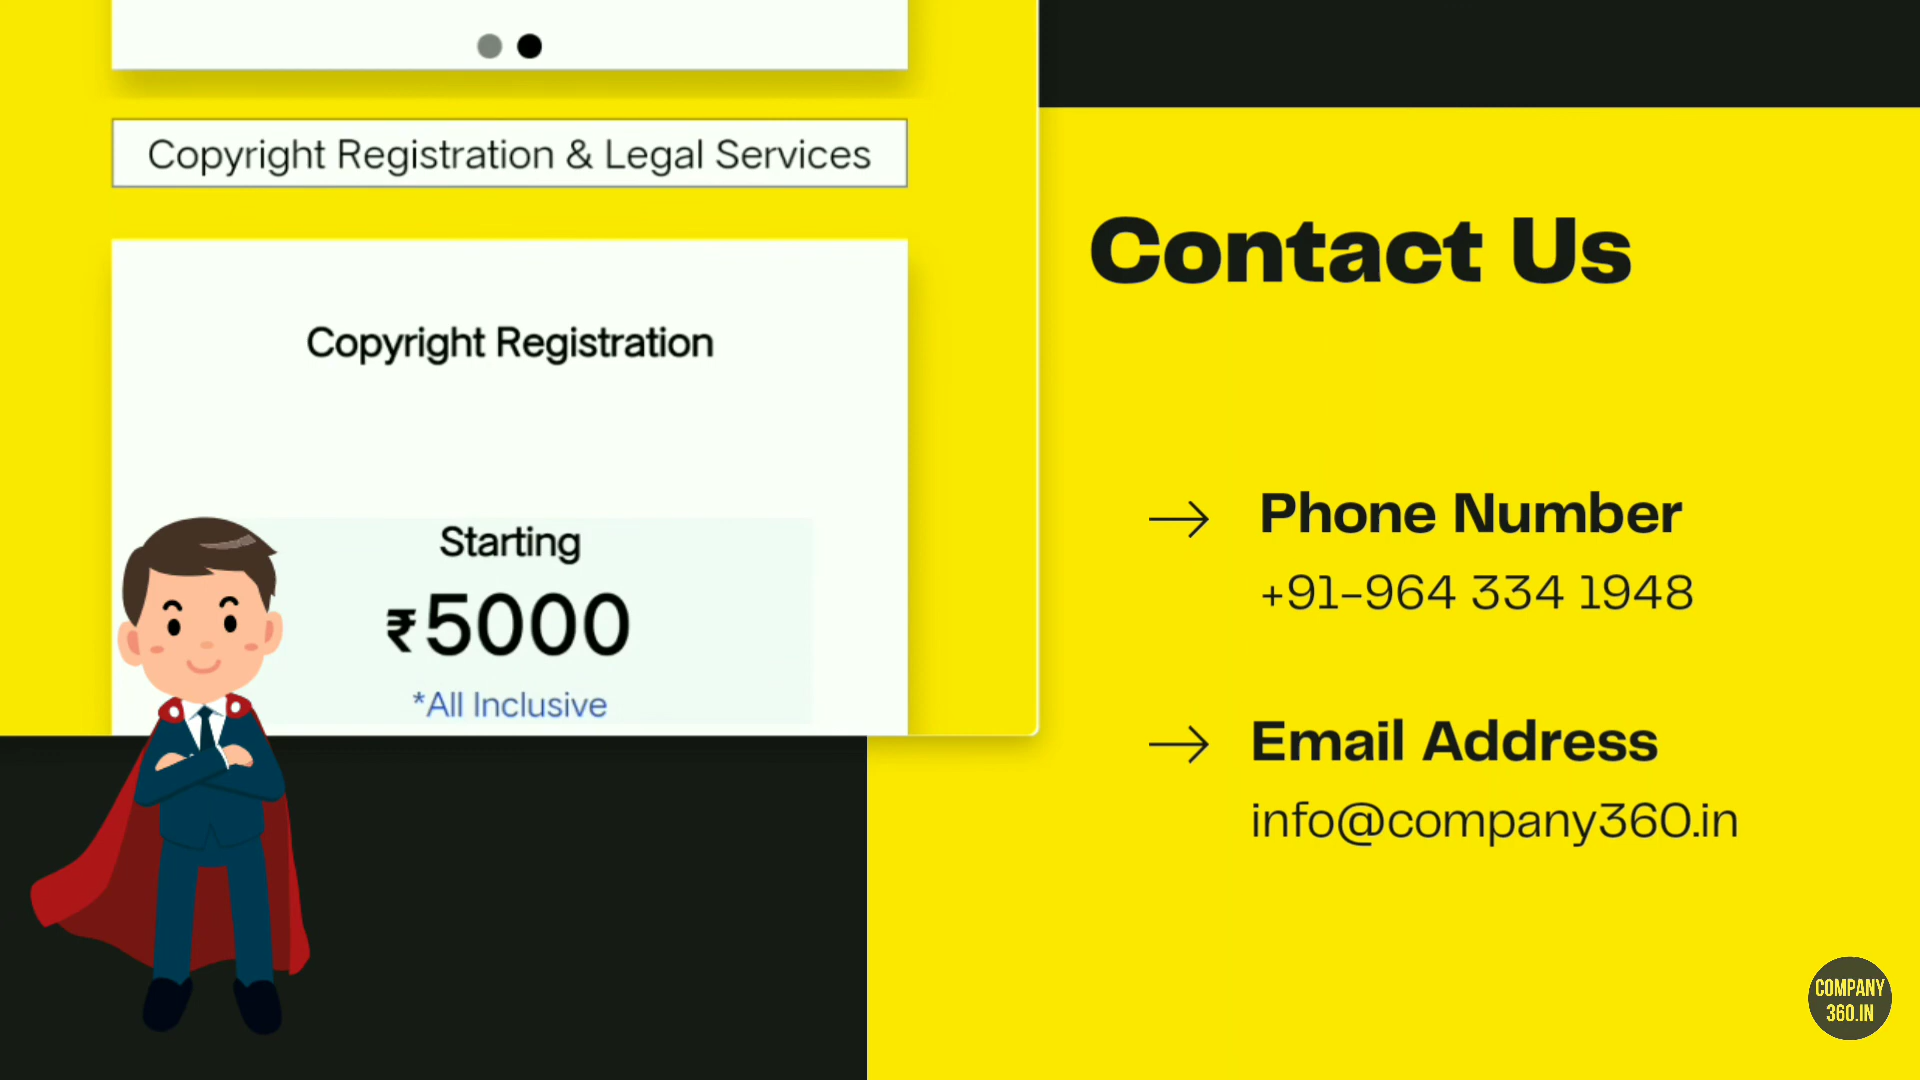 Copyright Registration & Legal Services
Copyright Registration
Starting
₹5000
*All Inclusive
Contact Us
Phone Number
+91-964 334 1948
Email Address
info@company360.in
COMPANY
360.IN